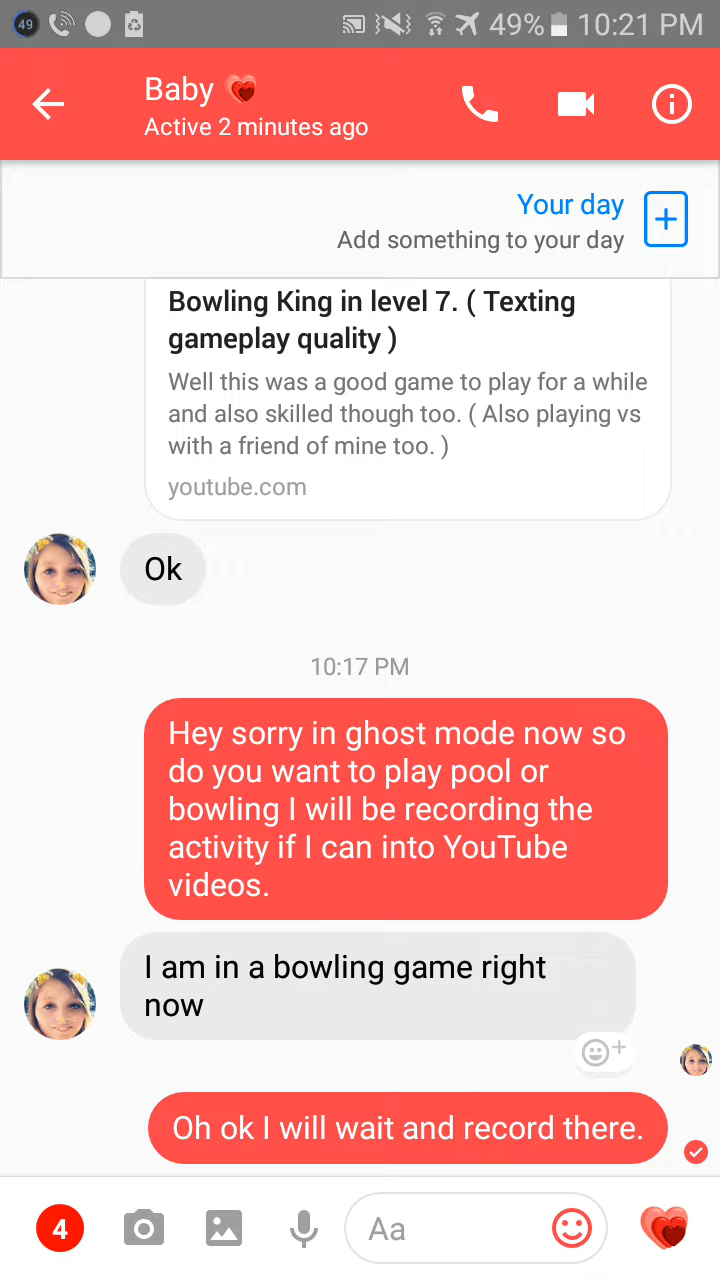 49
49% 10:21 PM
Baby
Active 2 minutes ago
Your day
Add something to your day
Bowling King in level 7. ( Texting
gameplay quality )
Well this was a good game to play for a while
and also skilled though too. ( Also playing vs
with a friend of mine too. )
youtube.com
Ok
10:17 PM
Hey sorry in ghost mode now so
do you want to play pool or
bowling I will be recording the
activity if I can into YouTube
videos.
I am in a bowling game right
now
Oh ok I will wait and record there.
4
Aa